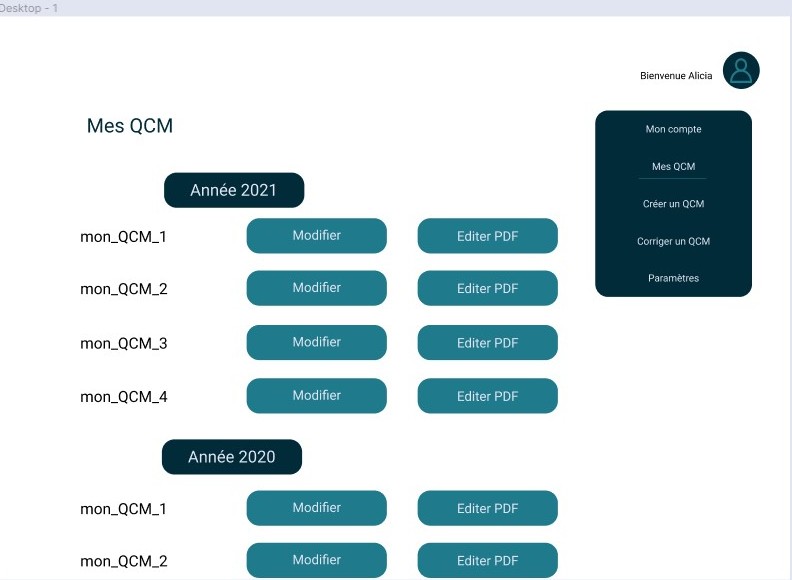 Desktop - 1
Bienvenue Alicia
Mes QCM
Mon compte
Mes QCM
Créer un QCM
Corriger un QCM
Paramètres
Année 2021
mon_QCM_1 Modifier Editer PDF
mon_QCM_2 Modifier Editer PDF
mon_QCM_3 Modifier Editer PDF
mon_QCM_4 Modifier Editer PDF
Année 2020
mon_QCM_1 Modifier Editer PDF
mon_QCM_2 Modifier Editer PDF